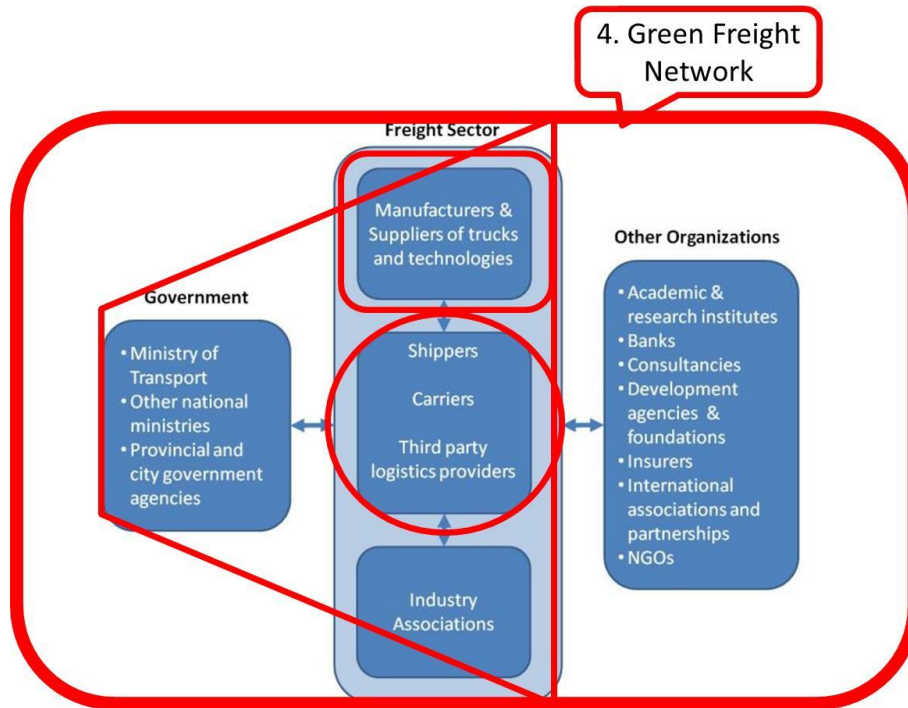 4. Green Freight
Network
Freight Sector
Manufacturers &
Suppliers of trucks
and technologies
Government
• Ministry of
Transport
• Other national
ministries
• Provincial and
city government
agencies
Shippers
Carriers
Third party
logistics providers
Industry
Associations
Other Organizations
• Academic &
research institutes
• Banks
• Consultancies
• Development
agencies &
foundations
• Insurers
• International
associations and
partnerships
• NGOs